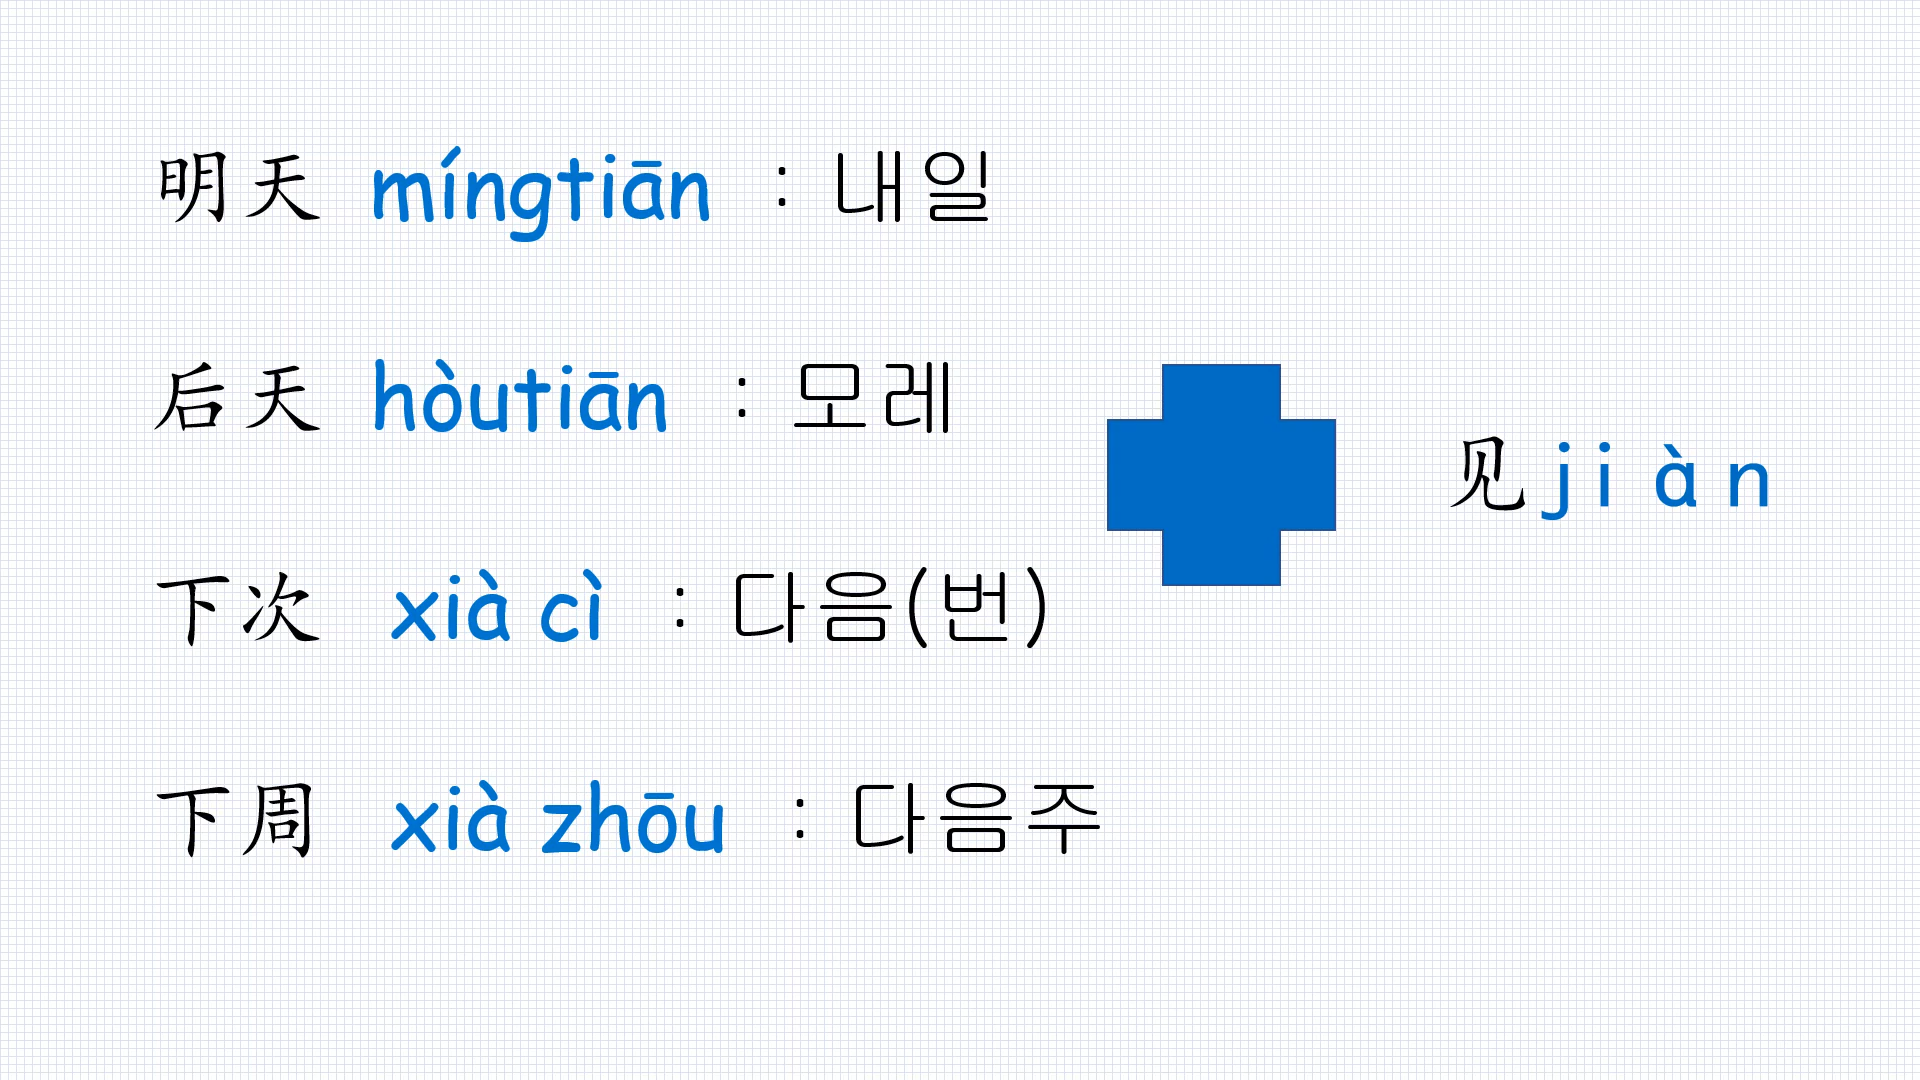 明天 míngtiān : 내일
后天 hòutiān : 모레
见 jiàn
下次 xià cì : 다음(번)
下周 xià zhōu : 다음주